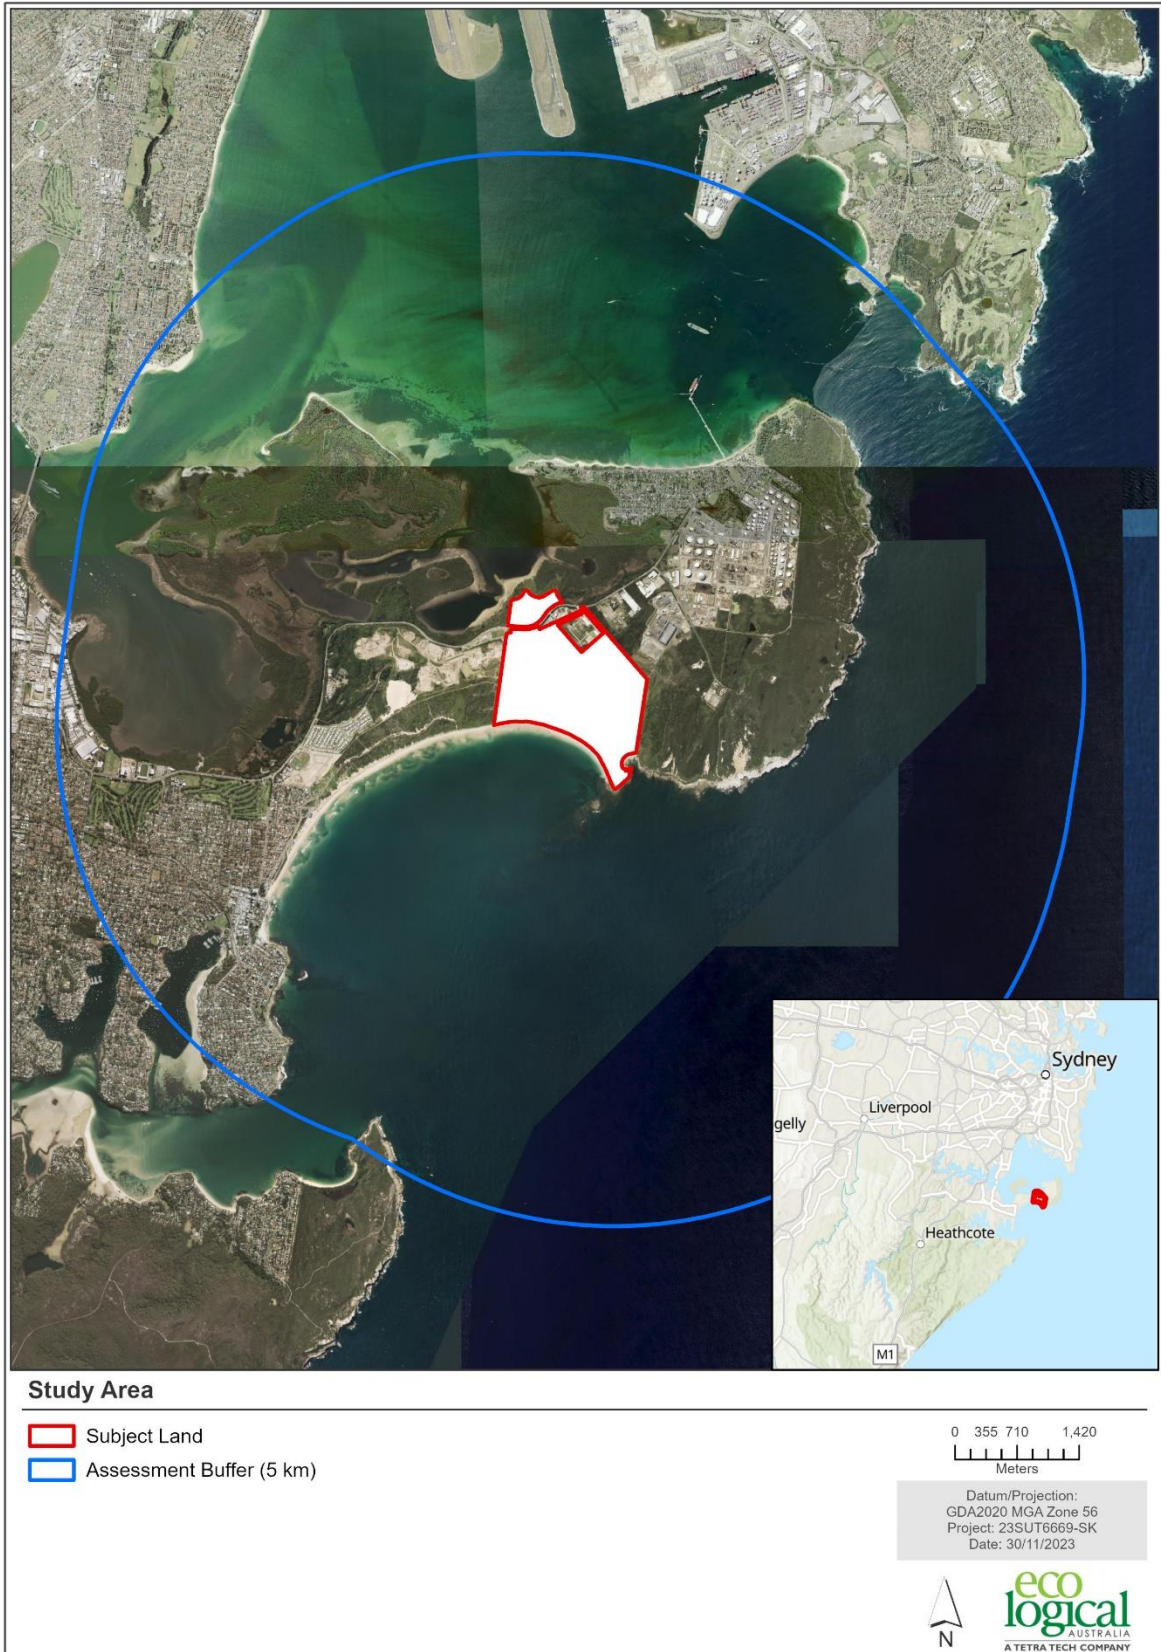 Sydney
Liverpool
gelly
Heathcote
M1
Study Area
Subject Land
Assessment Buffer (5 km)
0 355 710 1,420
Meters
Datum/Projection:
GDA2020 MGA Zone 56
Project: 23SUT6669-SK
Date: 30/11/2023
N
eco
logical
AUSTRALIA
A TETRA TECH COMPANY